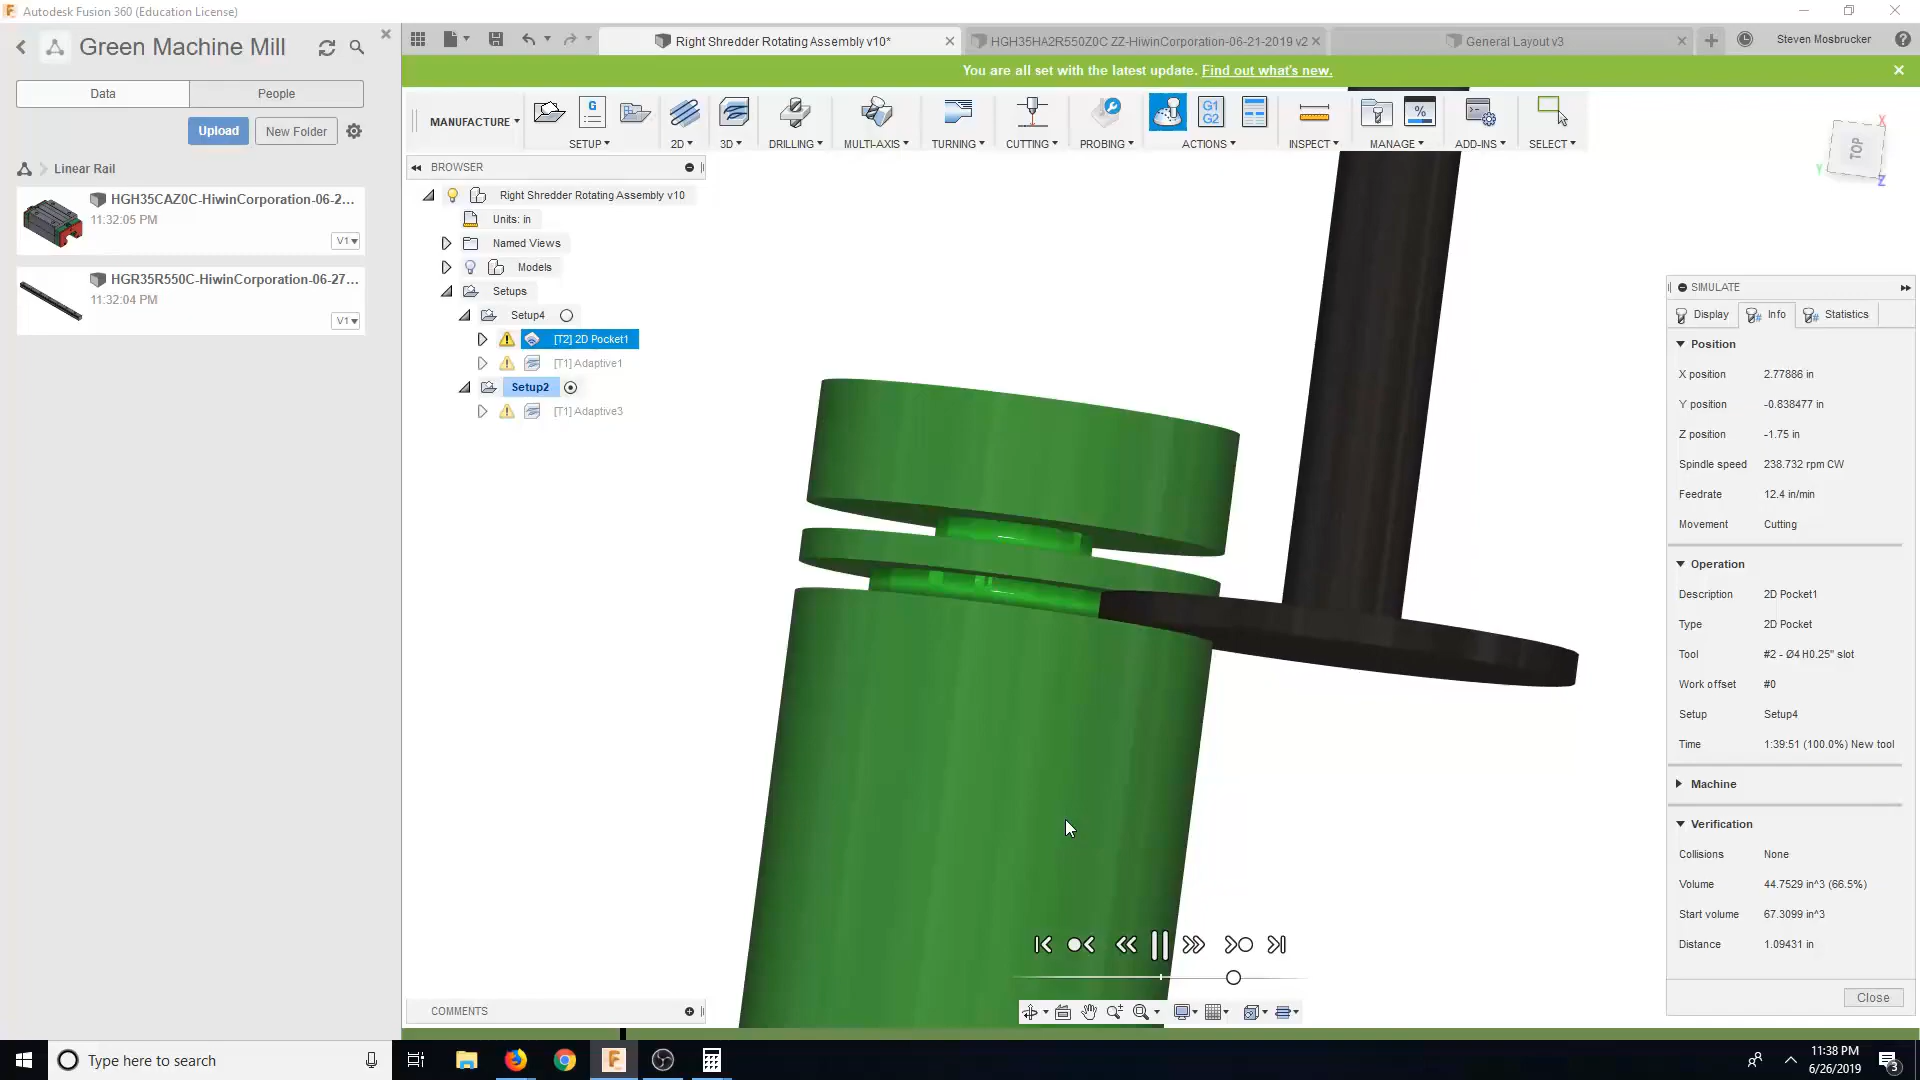 Autodesk Fusion 360 (Education License)
Green Machine Mill
Data
People
Upload
New Folder
Linear Rail
HGH35CAZ0C-HiwinCorporation-06-2...
11:32:05 PM
V1
HGR35R550C-HiwinCorporation-06-27...
11:32:04 PM
V1
Right Shredder Rotating Assembly v10*
HGH35HA2R550Z0C ZZ-HiwinCorporation-06-21-2019 v2
General Layout v3
Steven Mosbrucker
You are all set with the latest update. Find out what's new.
MANUFACTURE
G
G1
G2
%
SETUP
2D
3D
DRILLING
MULTI-AXIS
TURNING
CUTTING
PROBING
ACTIONS
INSPECT
MANAGE
ADD-INS
SELECT
BROWSER
Right Shredder Rotating Assembly v10
Units: in
Named Views
Models
Setups
Setup4
[T2] 2D Pocket1
[T1] Adaptive1
Setup2
[T1] Adaptive3
X
TOP
Y
Z
SIMULATE
Display
Info
Statistics
Position
X position 2.77886 in
Y position -0.838477 in
Z position -1.75 in
Spindle speed 238.732 rpm CW
Feedrate 12.4 in/min
Movement Cutting
Operation
Description 2D Pocket1
Type 2D Pocket
Tool #2 - Ø4 H0.25" slot
Work offset #0
Setup Setup4
Time 1:39:51 (100.0%) New tool
Machine
Verification
Collisions None
Volume 44.7529 in^3 (66.5%)
Start volume 67.3099 in^3
Distance 1.09431 in
Close
COMMENTS
Type here to search
11:38 PM
6/26/2019
3